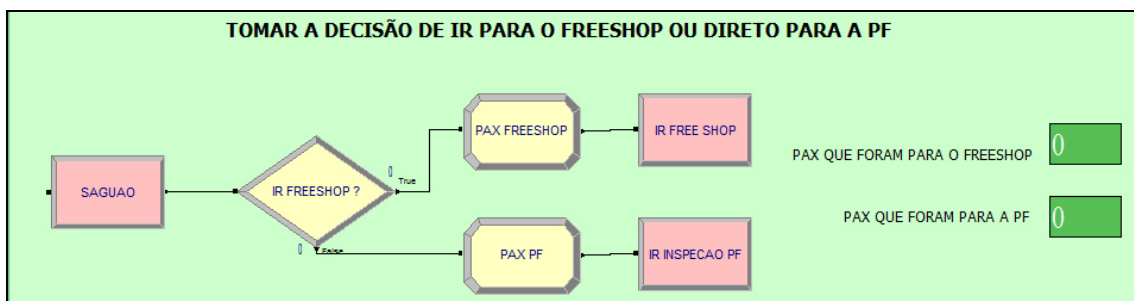 TOMAR A DECISÃO DE IR PARA O FREESHOP OU DIRETO PARA A PF
PAX FREESHOP
IR FREE SHOP
0
True
SAGUAO
IR FREESHOP ?
0
False
PAX PF
IR INSPECAO PF
PAX QUE FORAM PARA O FREESHOP
0
PAX QUE FORAM PARA A PF
0